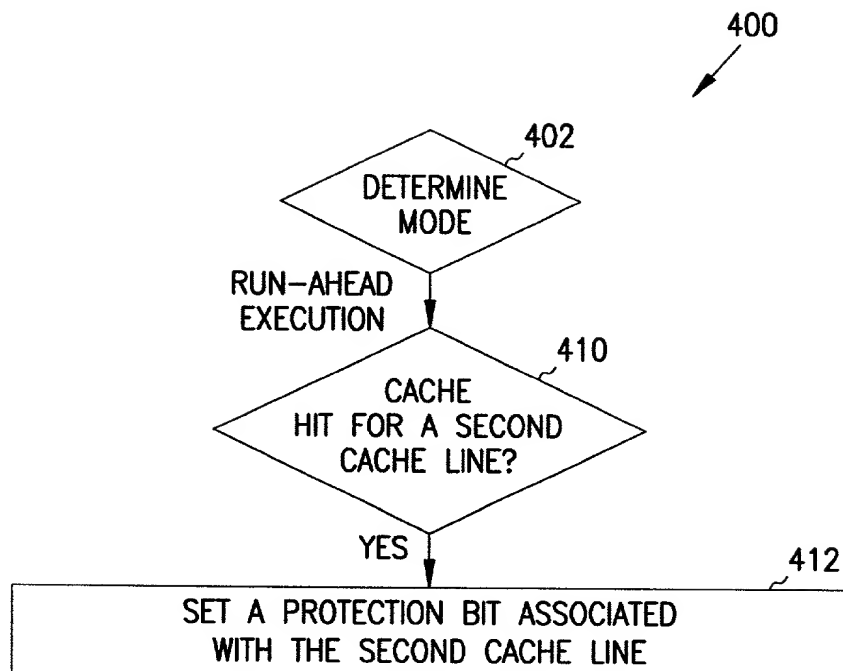 400
402
DETERMINE
MODE
RUN-AHEAD
EXECUTION
410
CACHE
HIT FOR A SECOND
CACHE LINE?
YES
412
SET A PROTECTION BIT ASSOCIATED
WITH THE SECOND CACHE LINE